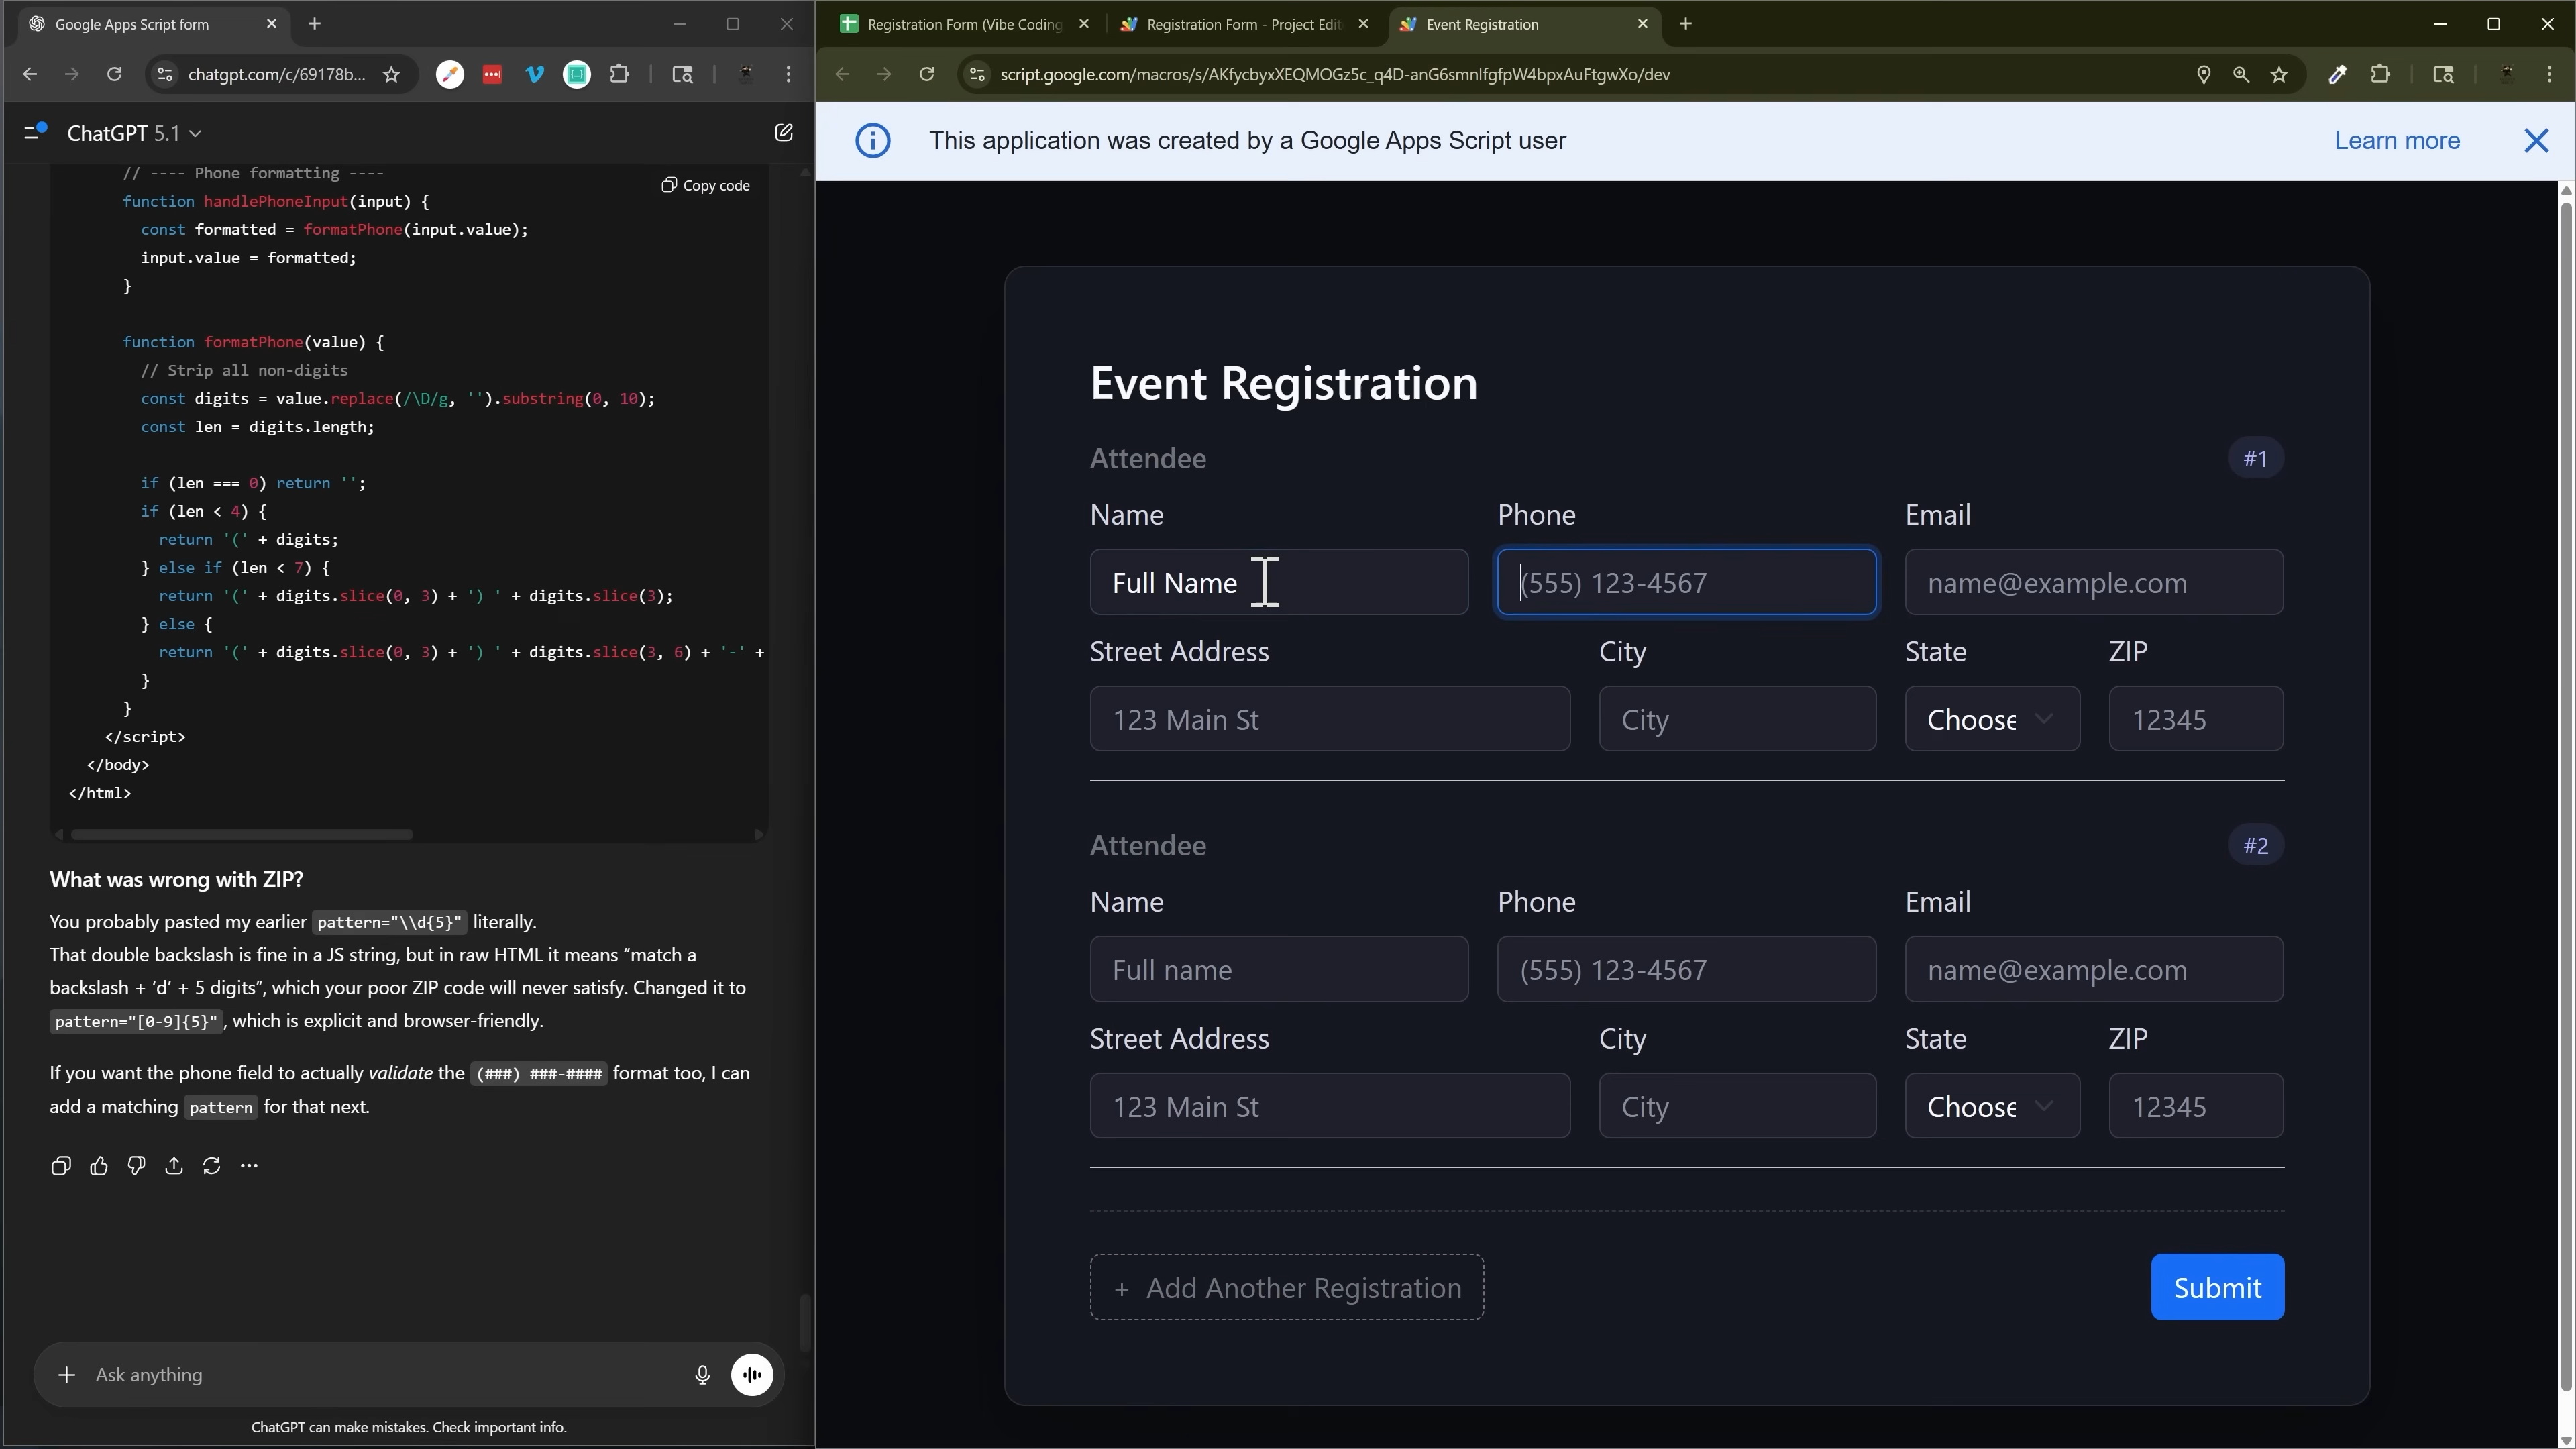 Google Apps Script form
chatgpt.com/c/69178b...
ChatGPT 5.1
// ---- Phone formatting ----
Copy code
function handlePhoneInput(input) {
const formatted = formatPhone(input.value);
input.value = formatted;
}
function formatPhone(value) {
// Strip all non-digits
const digits = value.replace(/\D/g, '').substring(0, 10);
const len = digits.length;
if (len === 0) return '';
if (len < 4) {
return '(' + digits;
} else if (len < 7) {
return '(' + digits.slice(0, 3) + ') ' + digits.slice(3);
} else {
return '(' + digits.slice(0, 3) + ') ' + digits.slice(3, 6) + '-' +
}
}
</script>
</body>
</html>
What was wrong with ZIP?
You probably pasted my earlier pattern="\\d{5}" literally.
That double backslash is fine in a JS string, but in raw HTML it means “match a
backslash + ‘d’ + 5 digits”, which your poor ZIP code will never satisfy. Changed it to
pattern="[0-9]{5}", which is explicit and browser-friendly.
If you want the phone field to actually validate the (###) ###-#### format too, I can
add a matching pattern for that next.
Ask anything
ChatGPT can make mistakes. Check important info.
Registration Form (Vibe Coding
Registration Form - Project Edit
Event Registration
script.google.com/macros/s/AKfycbyxXEQMOGz5c_q4D-anG6smnlfgfpW4bpxAuFtgwXo/dev
This application was created by a Google Apps Script user
Learn more
Event Registration
Attendee
#1
Name
Phone
Email
Full Name
(555) 123-4567
name@example.com
Street Address
City
State
ZIP
123 Main St
City
Choose
12345
Attendee
#2
Name
Phone
Email
Full name
(555) 123-4567
name@example.com
Street Address
City
State
ZIP
123 Main St
City
Choose
12345
+ Add Another Registration
Submit